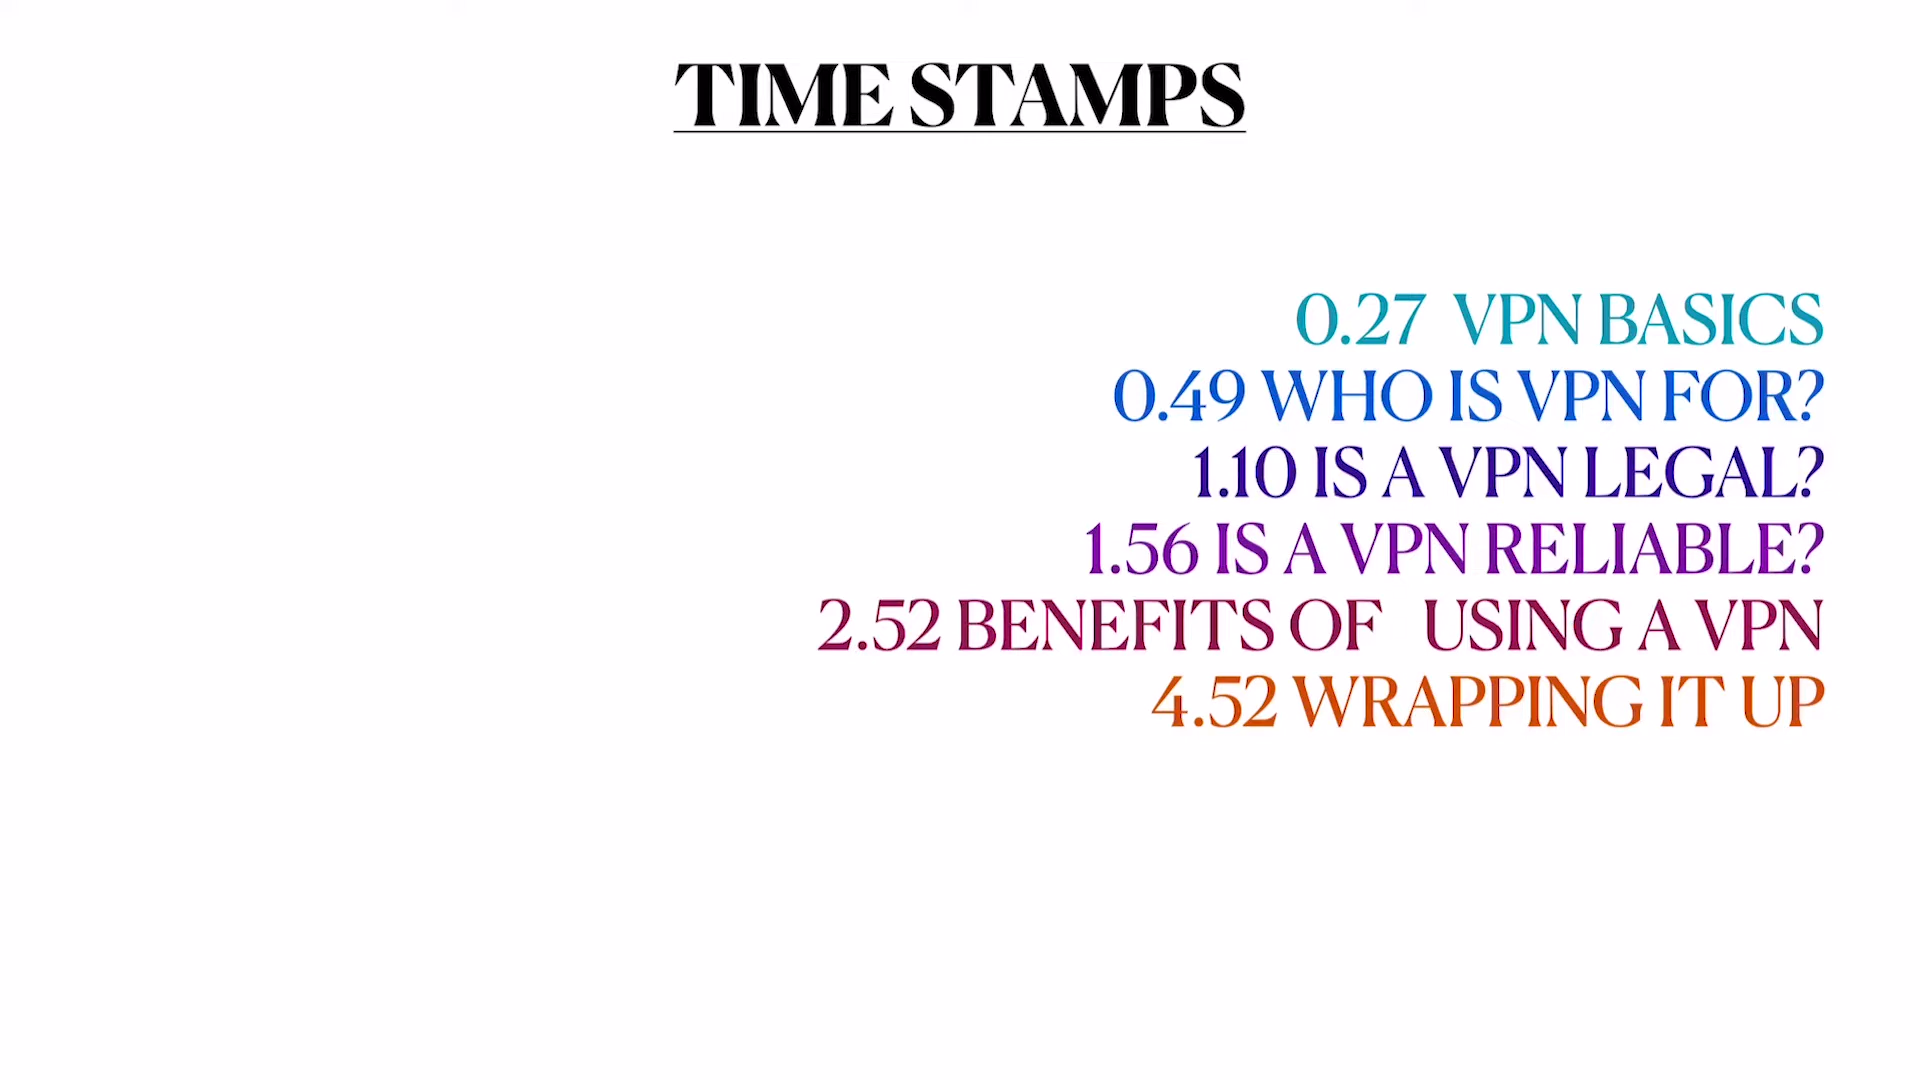 TIME STAMPS
0.27 VPN BASICS
0.49 WHO IS VPN FOR?
1.10 IS A VPN LEGAL?
1.56 IS A VPN RELIABLE?
2.52 BENEFITS OF USING A VPN
4.52 WRAPPING IT UP